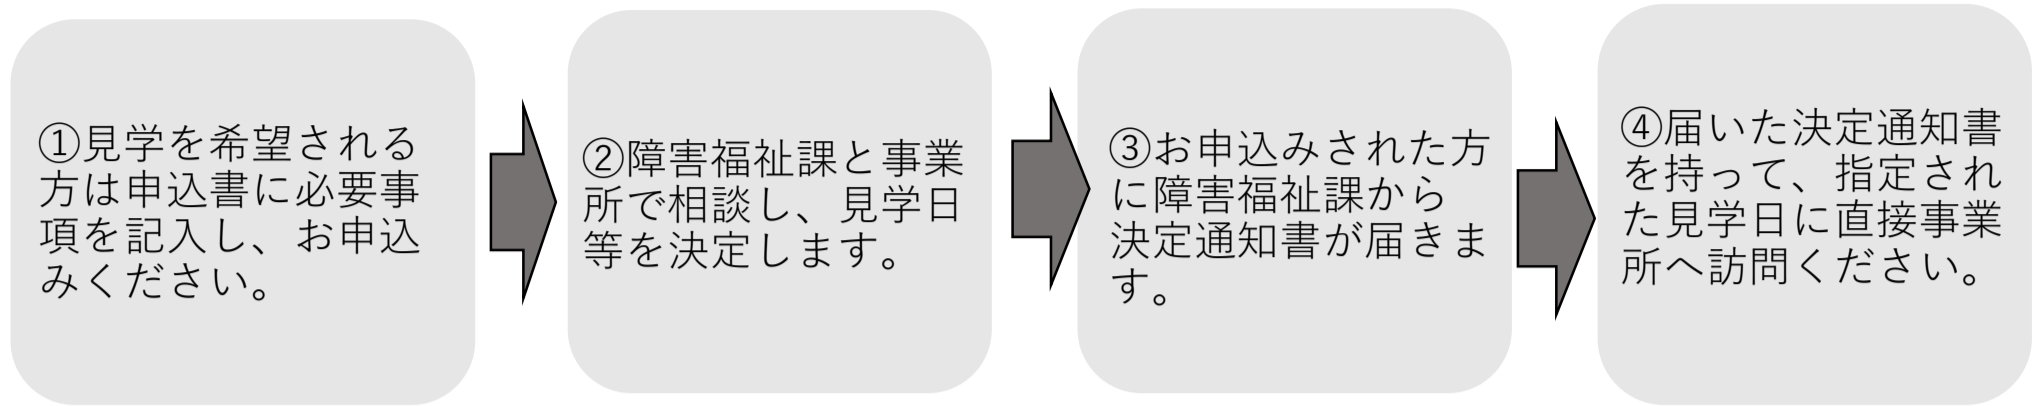 ①見学を希望される
方は申込書に必要事
項を記入し、お申込
みください。
②障害福祉課と事業
所で相談し、見学日
等を決定します。
③お申込みされた方
に障害福祉課から
決定通知書が届きま
す。
④届いた決定通知書
を持って、指定され
た見学日に直接事業
所へ訪問ください。